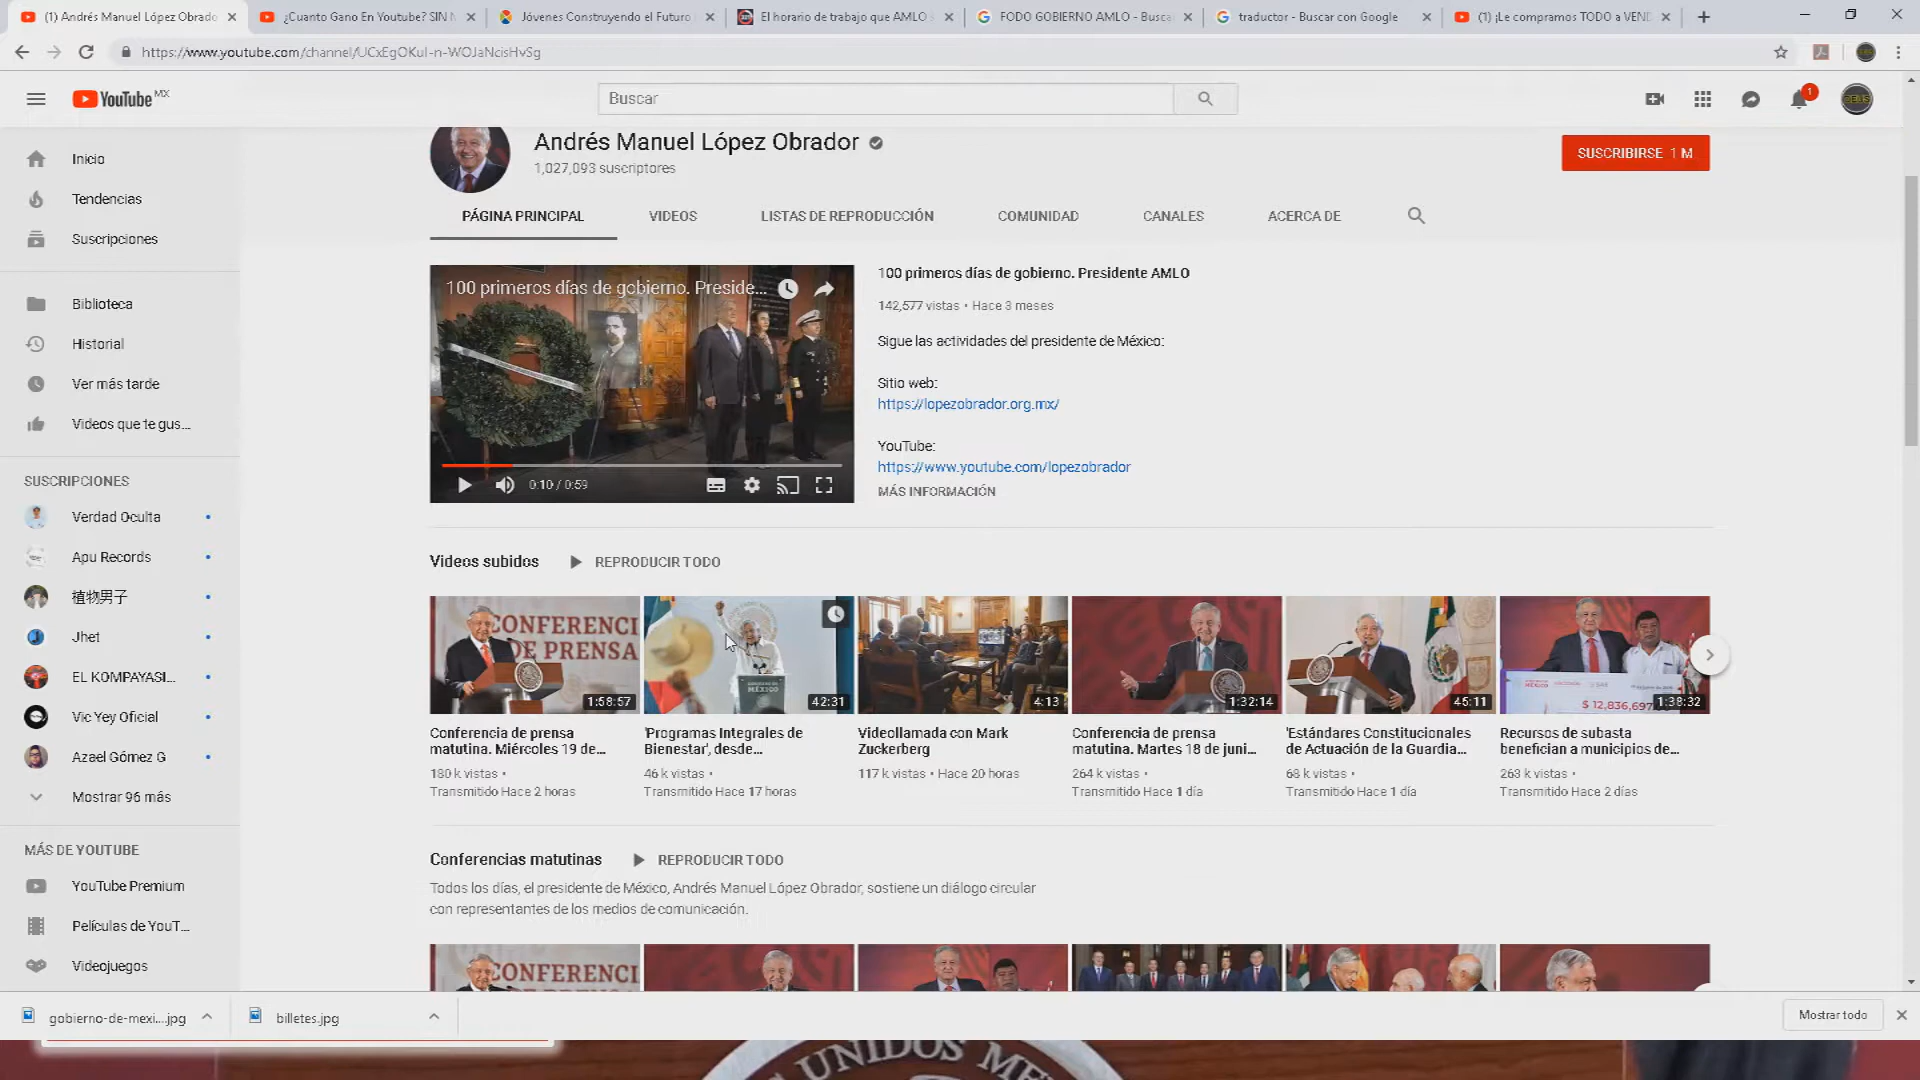 (1) Andrés Manuel López Obrado
¿Cuanto Gano En Youtube? SIN
Jóvenes Construyendo el Futuro
El horario de trabajo que AMLO
FODO GOBIERNO AMLO - Busca
traductor - Buscar con Google
(1) ¡Le compramos TODO a VEND
https://www.youtube.com/channel/UCxEgOKuI-n-WOJaNcisHvSg
YouTube MX
Buscar
1
Andrés Manuel López Obrador
1,027,093 suscriptores
SUSCRIBIRSE 1 M
PÁGINA PRINCIPAL
VIDEOS
LISTAS DE REPRODUCCIÓN
COMUNIDAD
CANALES
ACERCA DE
Inicio
Tendencias
Suscripciones
Biblioteca
Historial
Ver más tarde
Videos que te gus...
SUSCRIPCIONES
Verdad Oculta
Apu Records
植物男子
Jhet
EL KOMPAYASI...
Vic Yey Oficial
Azael Gómez G
Mostrar 96 más
MÁS DE YOUTUBE
YouTube Premium
Películas de YouT...
Videojuegos
100 primeros días de gobierno. Preside...
0:10 / 0:59
100 primeros días de gobierno. Presidente AMLO
142,577 vistas • Hace 3 meses
Sigue las actividades del presidente de México:
Sitio web:
https://lopezobrador.org.mx/
YouTube:
https://www.youtube.com/lopezobrador
MÁS INFORMACIÓN
Videos subidos
REPRODUCIR TODO
CONFERENCI
DE PRENSA
1:58:57
Conferencia de prensa
matutina. Miércoles 19 de...
180 k vistas •
Transmitido Hace 2 horas
MÉXICO
42:31
'Programas Integrales de
Bienestar', desde...
46 k vistas •
Transmitido Hace 17 horas
4:13
Videollamada con Mark
Zuckerberg
117 k vistas • Hace 20 horas
1:32:14
Conferencia de prensa
matutina. Martes 18 de juni...
264 k vistas •
Transmitido Hace 1 día
45:11
'Estándares Constitucionales
de Actuación de la Guardia...
68 k vistas •
Transmitido Hace 1 día
$ 12,836,697
1:38:32
Recursos de subasta
benefician a municipios de...
263 k vistas •
Transmitido Hace 2 días
Conferencias matutinas
REPRODUCIR TODO
Todos los días, el presidente de México, Andrés Manuel López Obrador, sostiene un diálogo circular
con representantes de los medios de comunicación.
CONFERENCI
gobierno-de-mexi....jpg
billetes.jpg
Mostrar todo
UNIDOS ME